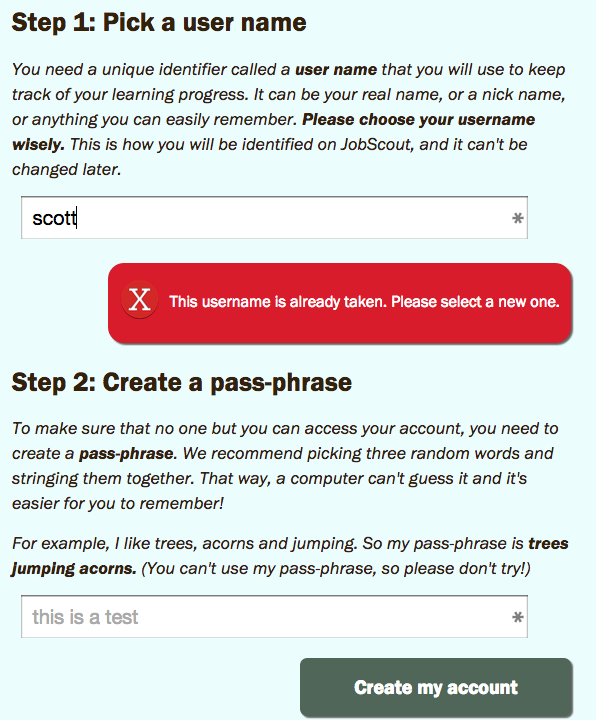 Step 1: Pick a user name
You need a unique identifier called a user name that you will use to keep
track of your learning progress. It can be your real name, or a nick name,
or anything you can easily remember. Please choose your username
wisely. This is how you will be identified on JobScout, and it can't be
changed later.
scott *
X This username is already taken. Please select a new one.
Step 2: Create a pass-phrase
To make sure that no one but you can access your account, you need to
create a pass-phrase. We recommend picking three random words and
stringing them together. That way, a computer can't guess it and it's
easier for you to remember!
For example, I like trees, acorns and jumping. So my pass-phrase is trees
jumping acorns. (You can't use my pass-phrase, so please don't try!)
this is a test *
Create my account